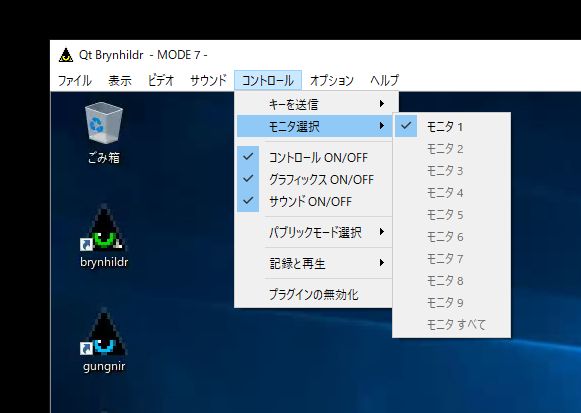 Qt Brynhildr - MODE 7 -
ファイル 表示 ビデオ サウンド コントロール オプション ヘルプ
キーを送信
モニタ選択
コントロール ON/OFF
グラフィックス ON/OFF
サウンド ON/OFF
パブリックモード選択
記録と再生
プラグインの無効化
モニタ 1
モニタ 2
モニタ 3
モニタ 4
モニタ 5
モニタ 6
モニタ 7
モニタ 8
モニタ 9
モニタ すべて
ごみ箱
brynhildr
gungnir